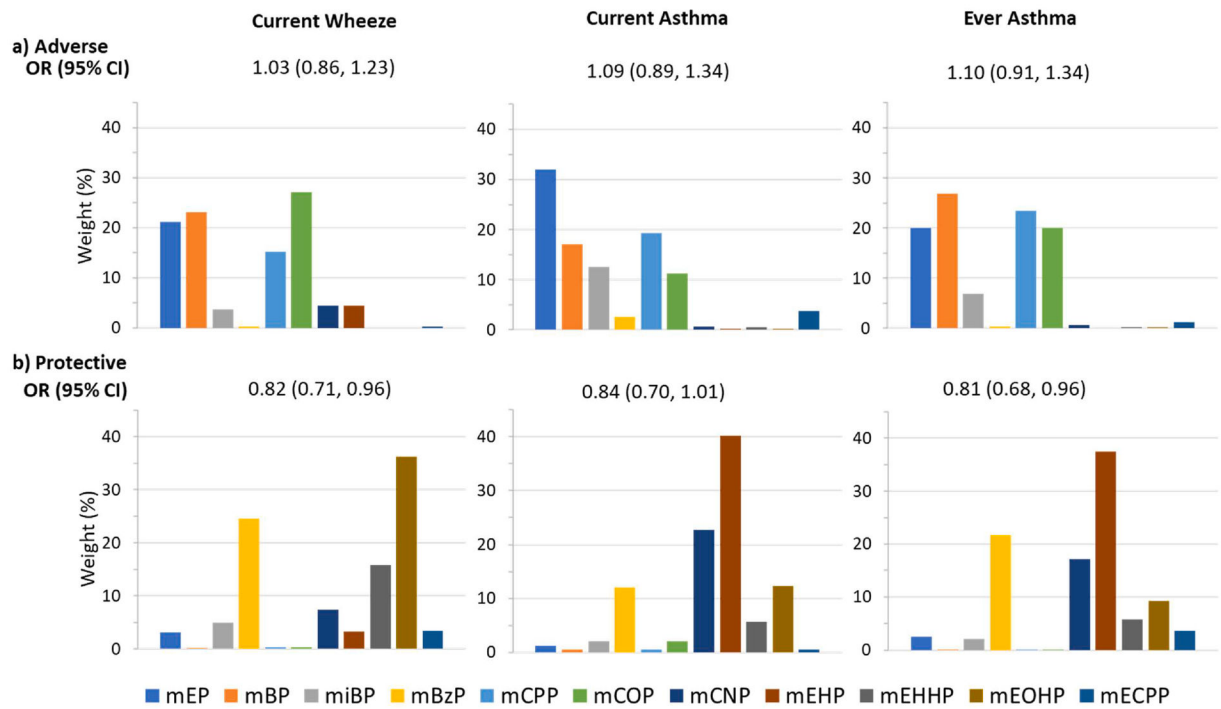 Current Wheeze Current Asthma Ever Asthma
a) Adverse
OR (95% CI) 1.03 (0.86, 1.23) 1.09 (0.89, 1.34) 1.10 (0.91, 1.34)
Weight (%)
40 40 40
30 30 30
20 20 20
10 10 10
0 0 0
b) Protective
OR (95% CI) 0.82 (0.71, 0.96) 0.84 (0.70, 1.01) 0.81 (0.68, 0.96)
Weight (%)
40 40 40
30 30 30
20 20 20
10 10 10
0 0 0
mEP mBP miBP mBzP mCPP mCOP mCNP mEHP mEHHP mEOHP mECPP